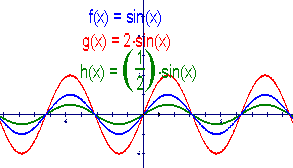 f(x) = sin(x)
g(x) = 2·sin(x)
h(x) = (1/2)·sin(x)